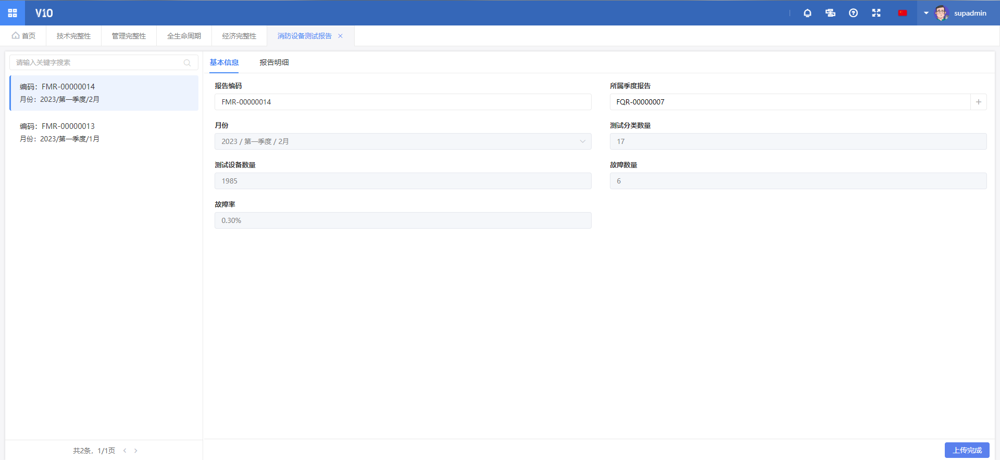 V10
supadmin
首页
技术完整性
管理完整性
全生命周期
经济完整性
消防设备测试报告
请输入关键字搜索
编码：FMR-00000014
月份：2023/第一季度/2月
编码：FMR-00000013
月份：2023/第一季度/1月
共2条，1/1页
基本信息
报告明细
报告编码
FMR-00000014
所属季度报告
FQR-00000007
月份
2023 / 第一季度 / 2月
测试分类数量
17
测试设备数量
1985
故障数量
6
故障率
0.30%
上传完成